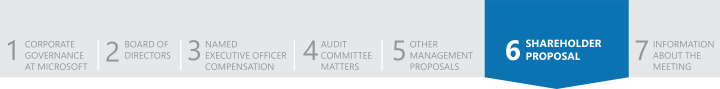 1 CORPORATE
GOVERNANCE
AT MICROSOFT
2 BOARD OF
DIRECTORS
3 NAMED
EXECUTIVE OFFICER
COMPENSATION
4 AUDIT
COMMITTEE
MATTERS
5 OTHER
MANAGEMENT
PROPOSALS
6 SHAREHOLDER
PROPOSAL
7 INFORMATION
ABOUT THE
MEETING